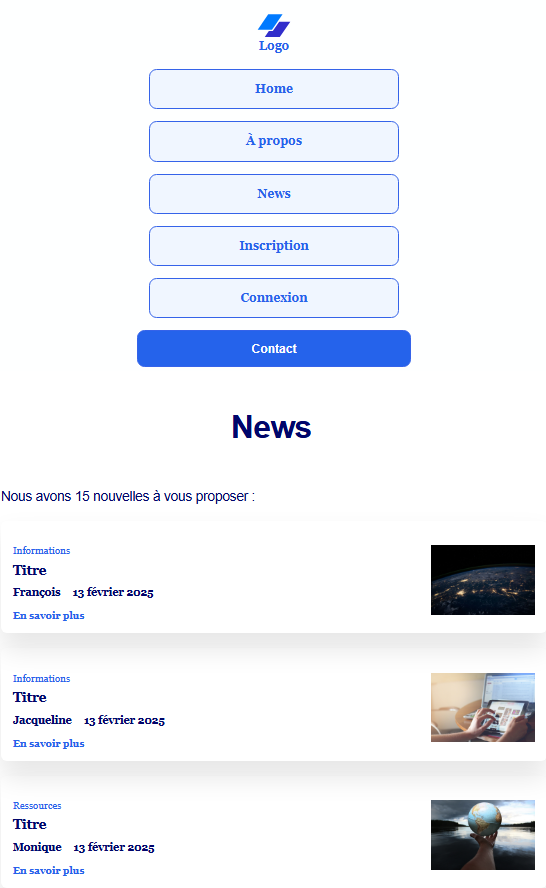 Logo
Home
À propos
News
Inscription
Connexion
Contact
News
Nous avons 15 nouvelles à vous proposer :
Informations
Titre
François 13 février 2025
En savoir plus
Informations
Titre
Jacqueline 13 février 2025
En savoir plus
Ressources
Titre
Monique 13 février 2025
En savoir plus